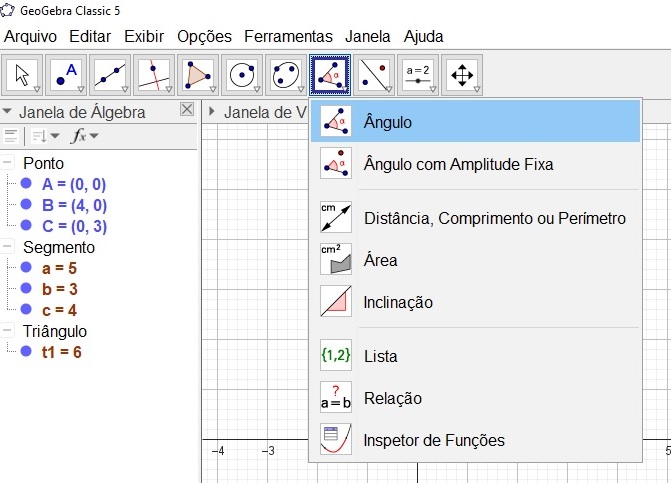 GeoGebra Classic 5
Arquivo Editar Exibir Opções Ferramentas Janela Ajuda
A
α
a=2
Janela de Álgebra
Janela de V
fx
Ponto
A = (0, 0)
B = (4, 0)
C = (0, 3)
Segmento
a = 5
b = 3
c = 4
Triângulo
t1 = 6
α Ângulo
α Ângulo com Amplitude Fixa
cm Distância, Comprimento ou Perímetro
cm² Área
Inclinação
{1,2} Lista
? a=b Relação
Inspetor de Funções
-4 -3 5